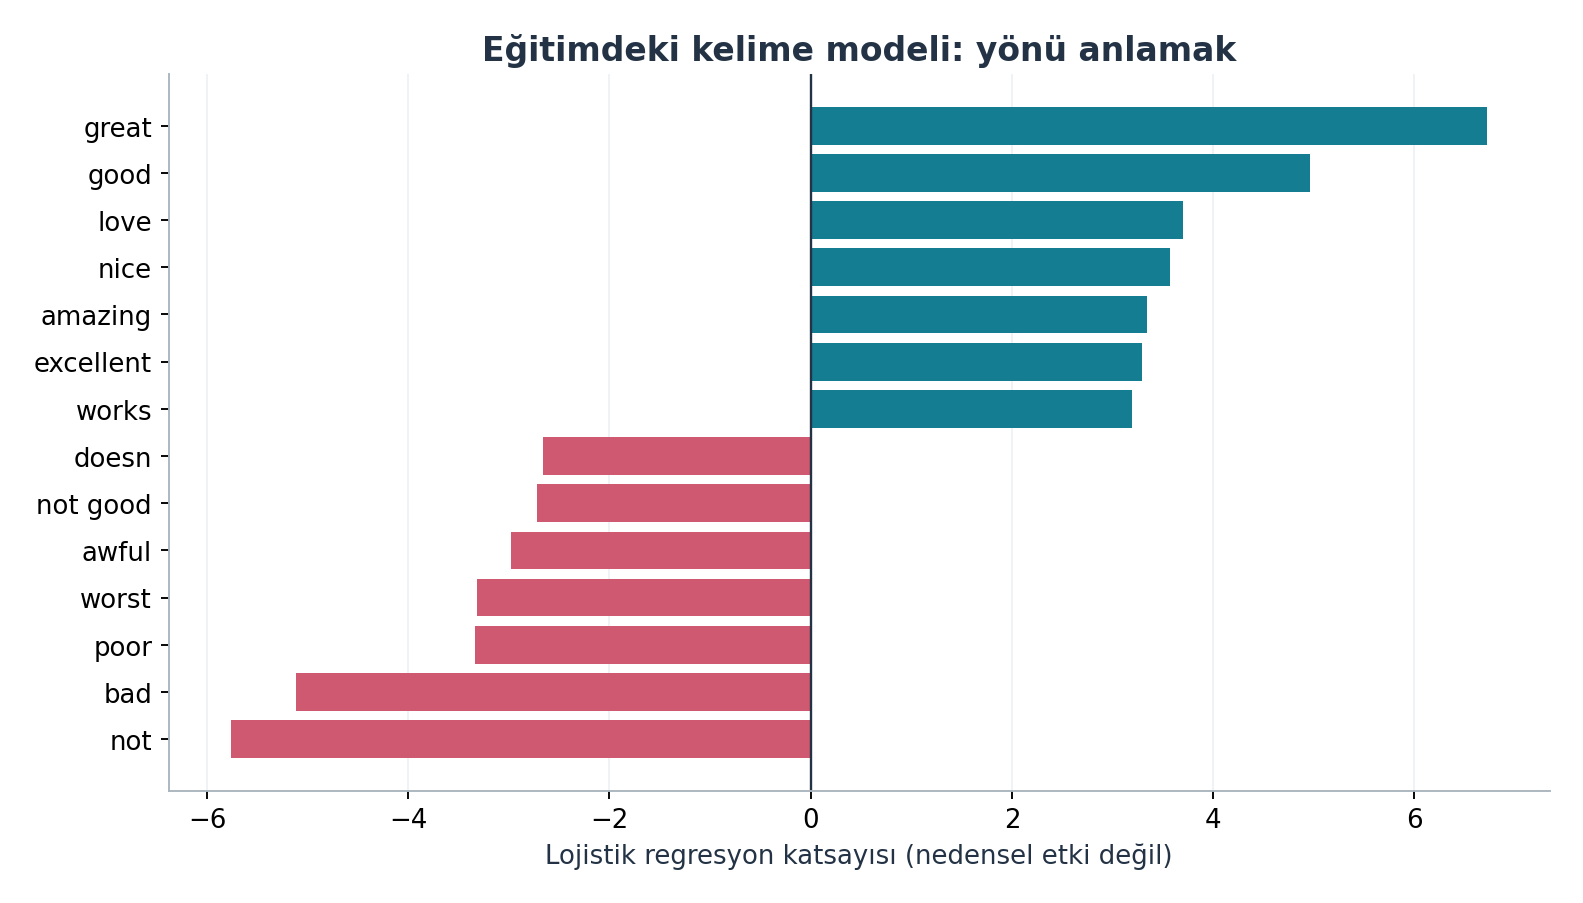 Eğitimdeki kelime modeli: yönü anlamak
great
good
love
nice
amazing
excellent
works
doesn
not good
awful
worst
poor
bad
not
−6 −4 −2 0 2 4 6
Lojistik regresyon katsayısı (nedensel etki değil)